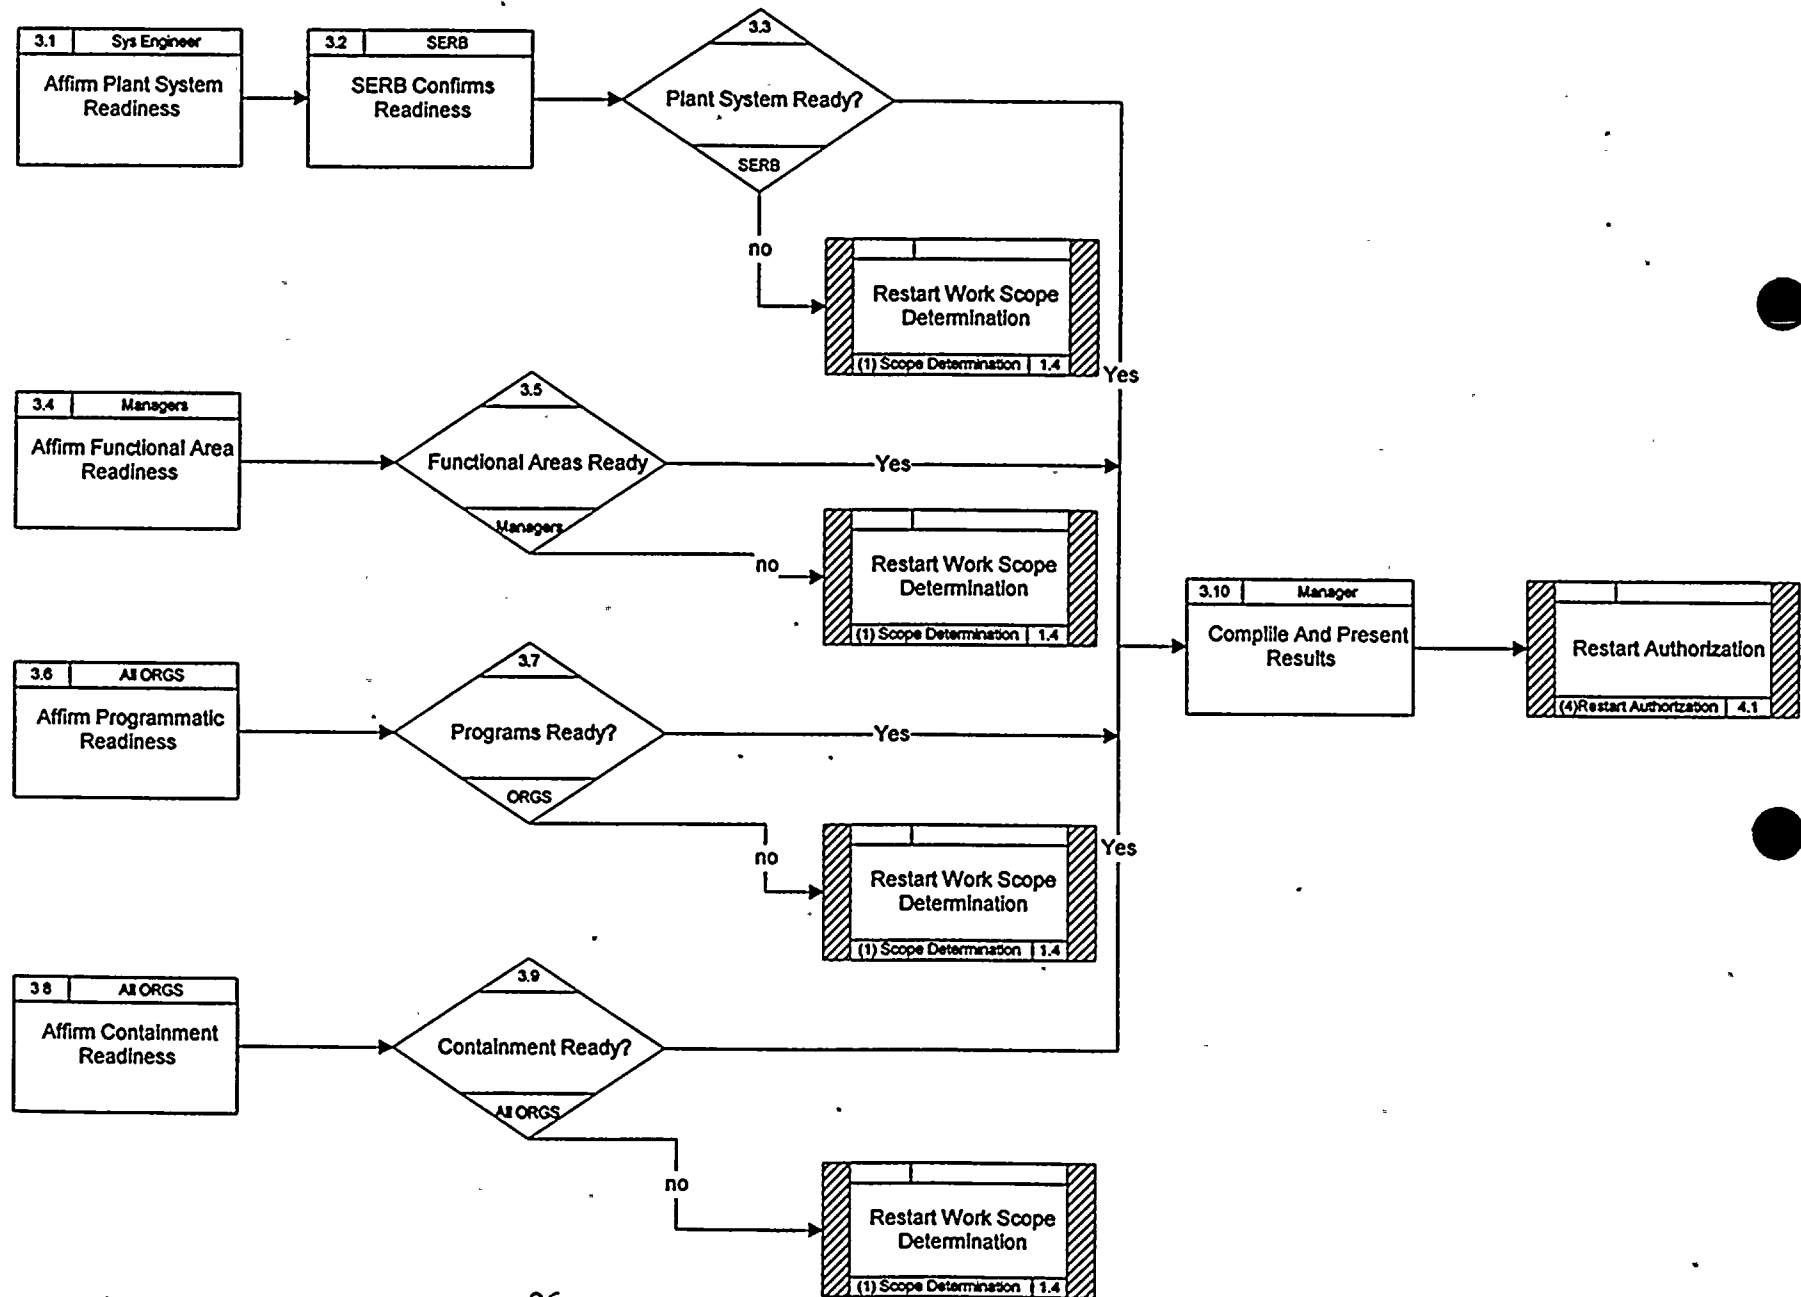 3.1 Sys Engineer
Affirm Plant System
Readiness
3.2 SERB
SERB Confirms
Readiness
3.3
Plant System Ready?
SERB
no
Restart Work Scope
Determination
(1) Scope Determination 1.4
Yes
3.4 Managers
Affirm Functional Area
Readiness
3.5
Functional Areas Ready
Managers
Yes
no
Restart Work Scope
Determination
(1) Scope Determination 1.4
3.6 All ORGS
Affirm Programmatic
Readiness
3.7
Programs Ready?
ORGS
Yes
no
Restart Work Scope
Determination
(1) Scope Determination 1.4
Yes
3.10 Manager
Complile And Present
Results
Restart Authorization
(4)Restart Authorization 4.1
3 8 All ORGS
Affirm Containment
Readiness
3.9
Containment Ready?
All ORGS
no
Restart Work Scope
Determination
(1) Scope Determination 1.4